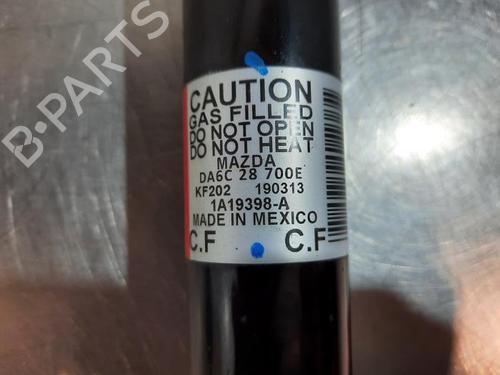 CAUTION
GAS FILLED
DO NOT OPEN
DO NOT HEAT
MAZDA
DA6C 28 700E
KF202 190313
1A19398-A
MADE IN MEXICO
C.F C.F
B-PARTS